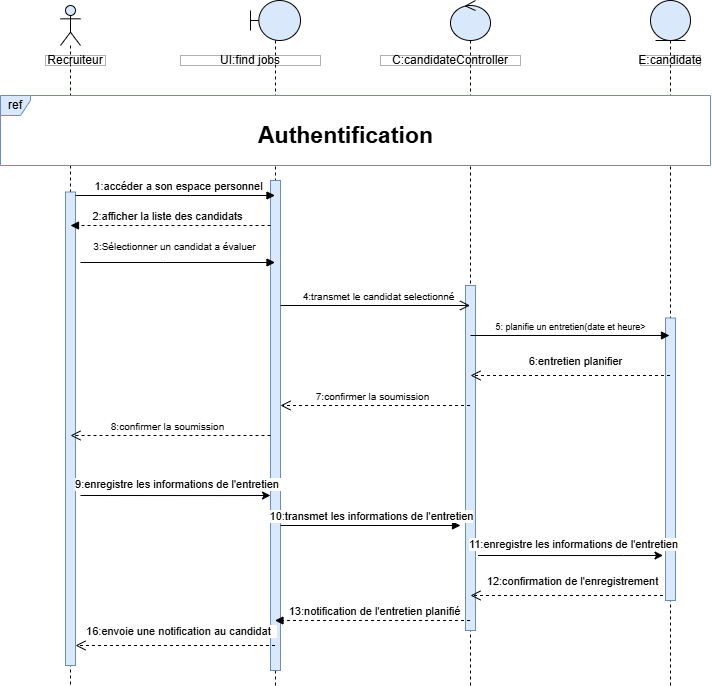 Recruiteur
UI:find jobs
C:candidateController
E:candidate
ref
Authentification
1:accéder a son espace personnel
2:afficher la liste des candidats
3:Sélectionner un candidat a évaluer
4:transmet le candidat selectionné
5: planifie un entretien(date et heure>
6:entretien planifier
7:confirmer la soumission
8:confirmer la soumission
9:enregistre les informations de l'entretien
10:transmet les informations de l'entretien
11:enregistre les informations de l'entretien
12:confirmation de l'enregistrement
13:notification de l'entretien planifié
16:envoie une notification au candidat